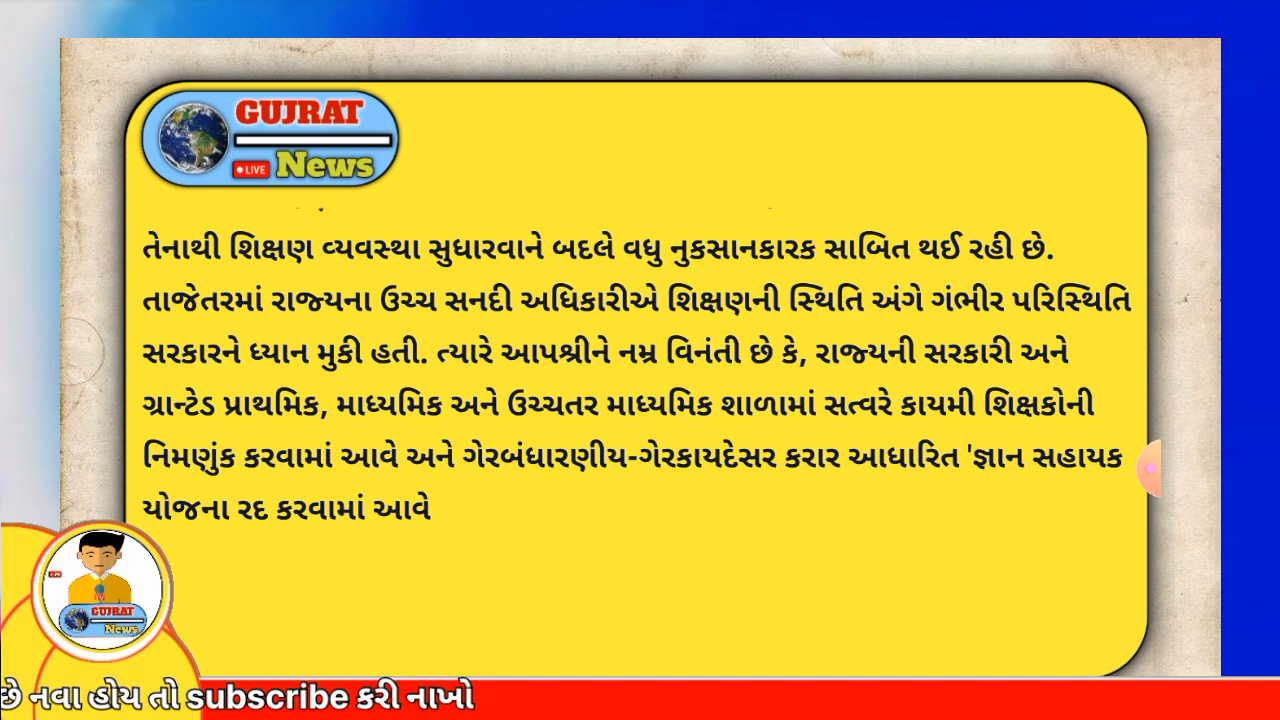 GUJRAT
LIVE News
તેનાથી શિક્ષણ વ્યવસ્થા સુધારવાને બદલે વધુ નુકસાનકારક સાબિત થઈ રહી છે.
તાજેતરમાં રાજ્યના ઉચ્ચ સનદી અધિકારીએ શિક્ષણની સ્થિતિ અંગે ગંભીર પરિસ્થિતિ
સરકારને ધ્યાન મુકી હતી. ત્યારે આપશ્રીને નમ્ર વિનંતી છે કે, રાજ્યની સરકારી અને
ગ્રાન્ટેડ પ્રાથમિક, માધ્યમિક અને ઉચ્ચતર માધ્યમિક શાળામાં સત્વરે કાયમી શિક્ષકોની
નિમણુંક કરવામાં આવે અને ગેરબંધારણીય-ગેરકાયદેસર કરાર આધારિત 'જ્ઞાન સહાયક
યોજના રદ કરવામાં આવે
GUJRAT
News
છે નવા હોય તો subscribe કરી નાખો